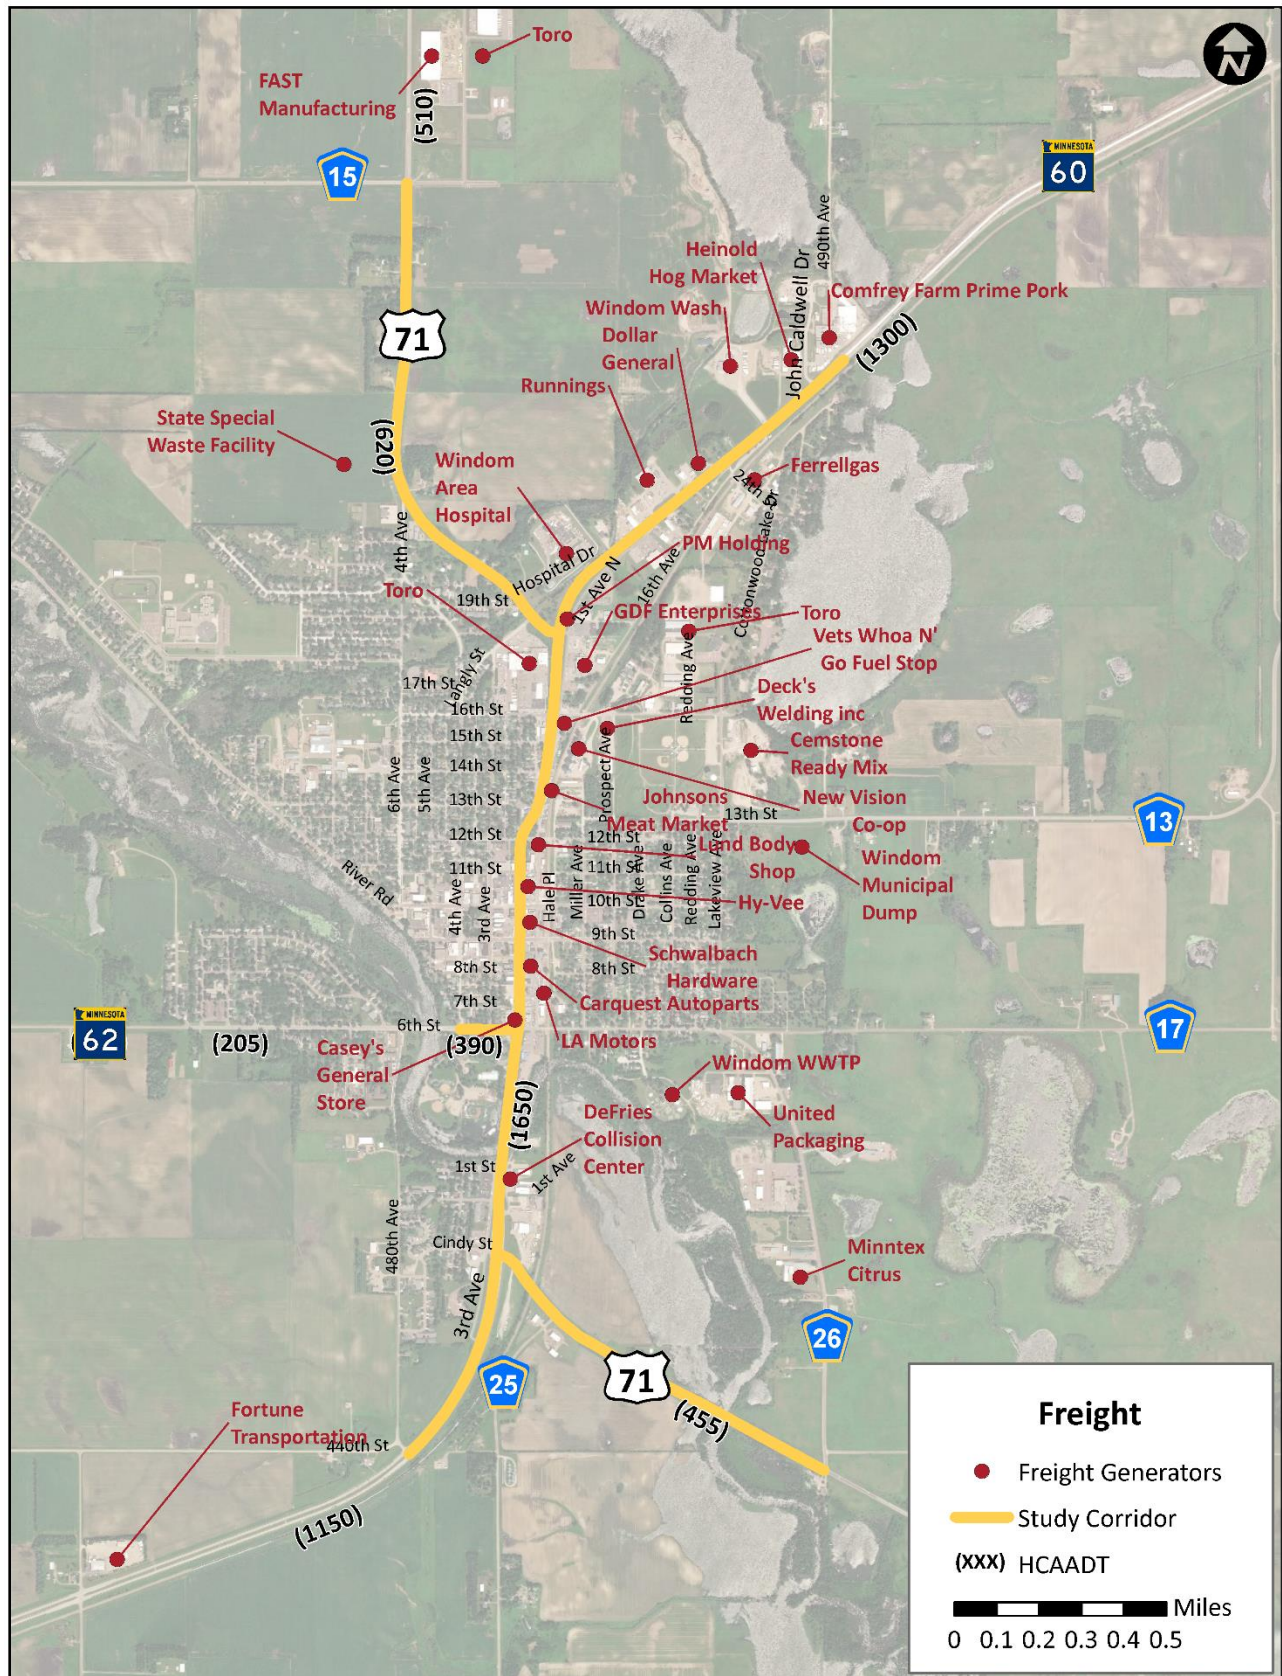 N
Toro
FAST
Manufacturing
(510)
15
MINNESOTA
60
490th Ave
John Caldwell Dr
Heinold
Hog Market
Comfrey Farm Prime Pork
Windom Wash
Dollar
General
(1300)
71
Runnings
State Special
Waste Facility
(620)
Windom
Area
Hospital
Ferrellgas
24th St
Cottonwood Lake Dr
4th Ave
PM Holding
Hospital Dr
1st Ave N
16th Ave
Toro
19th St
GDF Enterprises
Toro
Vets Whoa N'
Go Fuel Stop
Langly St
17th St
Redding Ave
Deck's
Welding inc
16th St
15th St
Cemstone
Ready Mix
Prospect Ave
14th St
6th Ave
5th Ave
13th St
Johnsons
Meat Market
New Vision
Co-op
13th St
13
12th St
12th St
Lund Body
Shop
Windom
Municipal
Dump
11th St
11th St
River Rd
4th Ave
3rd Ave
Hale Pl
Miller Ave
Drake Ave
Collins Ave
Redding Ave
Lakeview Ave
10th St
Hy-Vee
9th St
Schwalbach
Hardware
8th St
8th St
7th St
Carquest Autoparts
MINNESOTA
62
(205)
6th St
(390)
LA Motors
17
Casey's
General
Store
Windom WWTP
(1650)
DeFries
Collision
Center
United
Packaging
1st St
1st Ave
480th Ave
Cindy St
Minntex
Citrus
3rd Ave
26
25
71
(455)
Fortune
Transportation
440th St
(1150)
Freight
Freight Generators
Study Corridor
(XXX) HCAADT
Miles
0 0.1 0.2 0.3 0.4 0.5